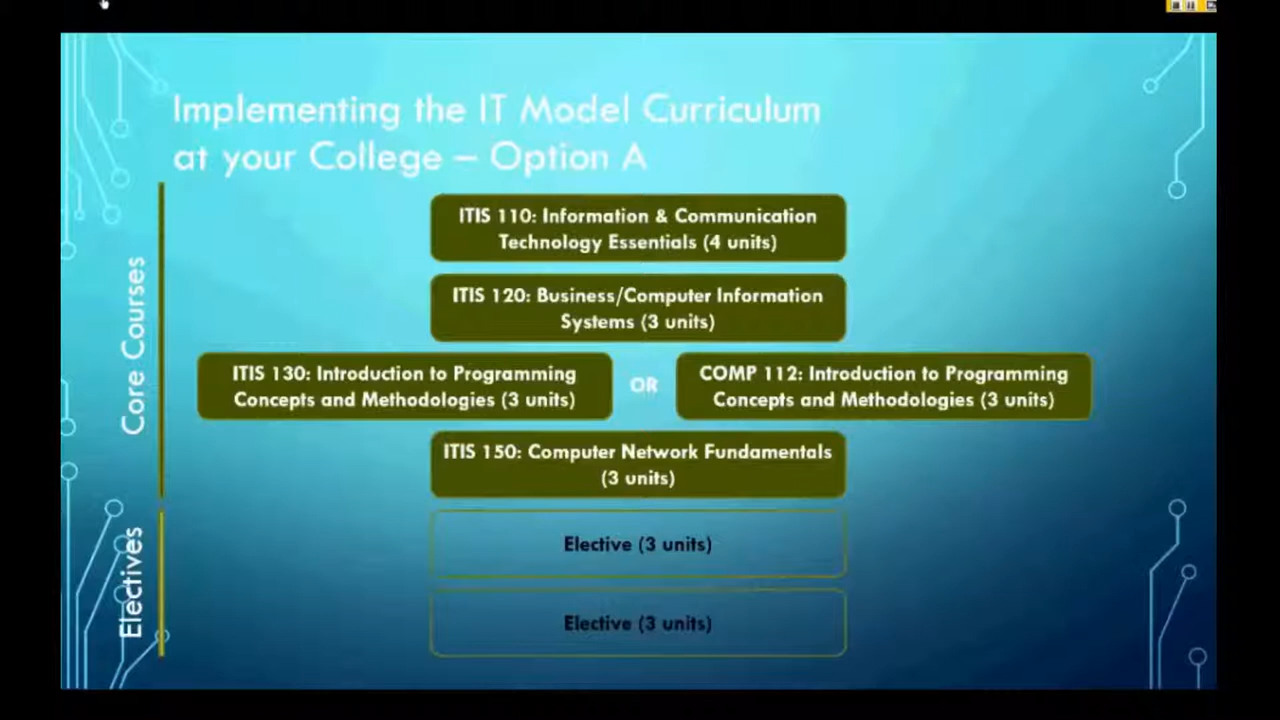 Implementing the IT Model Curriculum
at your College – Option A
Core Courses
ITIS 110: Information & Communication
Technology Essentials (4 units)
ITIS 120: Business/Computer Information
Systems (3 units)
ITIS 130: Introduction to Programming
Concepts and Methodologies (3 units)
OR
COMP 112: Introduction to Programming
Concepts and Methodologies (3 units)
ITIS 150: Computer Network Fundamentals
(3 units)
Electives
Elective (3 units)
Elective (3 units)